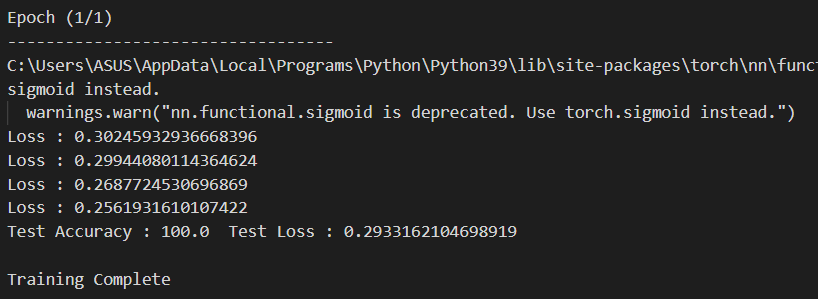 Epoch (1/1)
----------------------------------
C:\Users\ASUS\AppData\Local\Programs\Python\Python39\lib\site-packages\torch\nn\funct
sigmoid instead.
  warnings.warn("nn.functional.sigmoid is deprecated. Use torch.sigmoid instead.")
Loss : 0.30245932936668396
Loss : 0.29944080114364624
Loss : 0.2687724530696869
Loss : 0.2561931610107422
Test Accuracy : 100.0  Test Loss : 0.2933162104698919
Training Complete